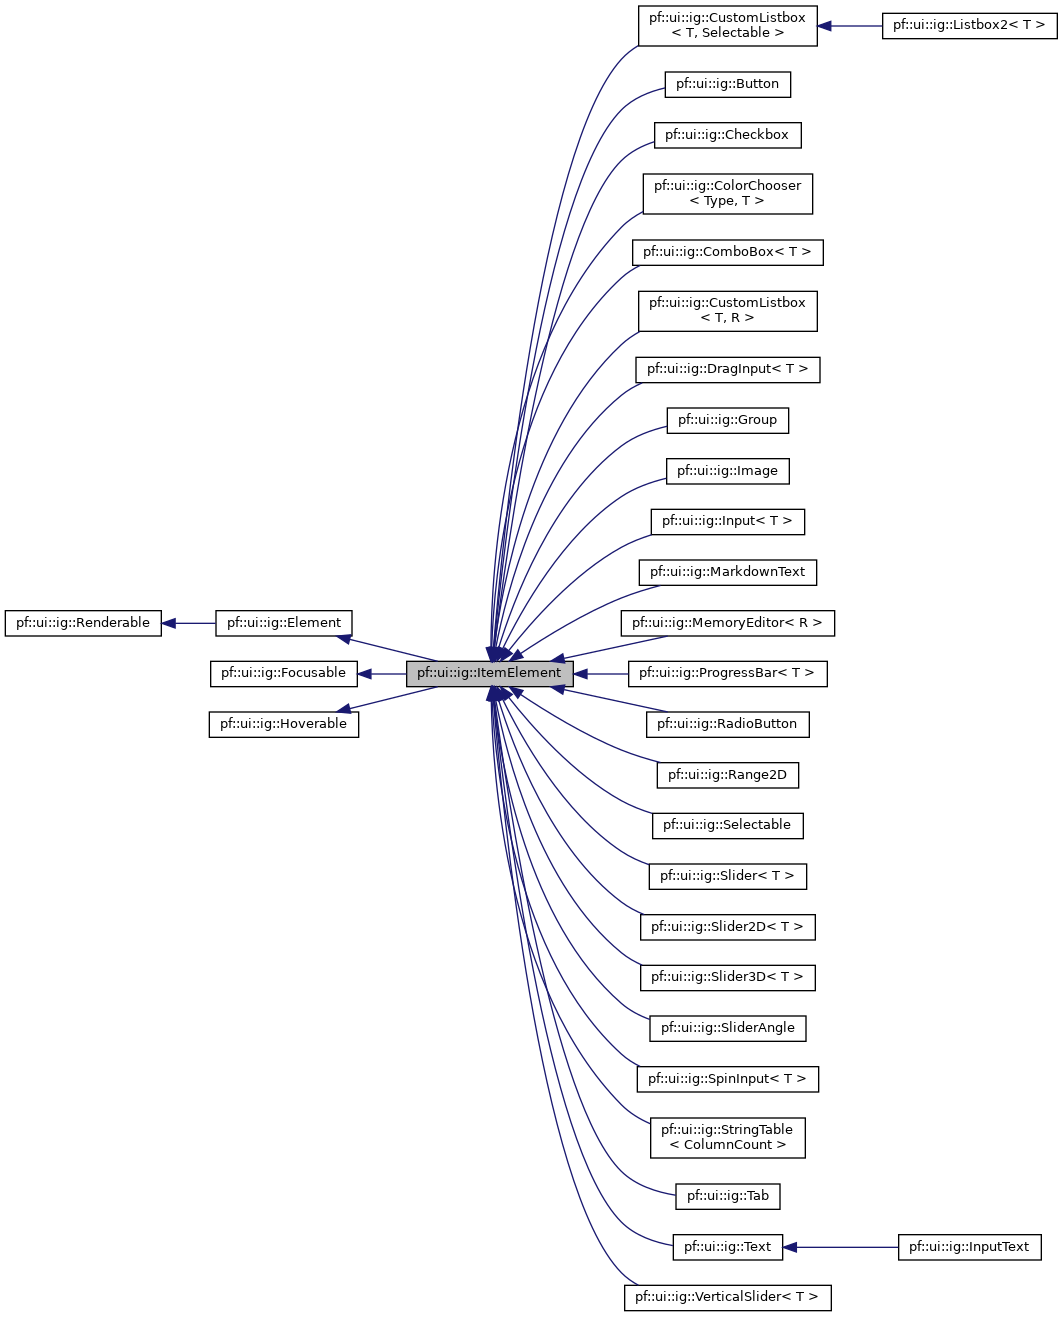 pf::ui::ig::CustomListbox
< T, Selectable >
pf::ui::ig::Listbox2< T >
pf::ui::ig::Button
pf::ui::ig::Checkbox
pf::ui::ig::ColorChooser
< Type, T >
pf::ui::ig::ComboBox< T >
pf::ui::ig::CustomListbox
< T, R >
pf::ui::ig::DragInput< T >
pf::ui::ig::Group
pf::ui::ig::Image
pf::ui::ig::Input< T >
pf::ui::ig::MarkdownText
pf::ui::ig::Renderable
pf::ui::ig::Element
pf::ui::ig::MemoryEditor< R >
pf::ui::ig::Focusable
pf::ui::ig::ItemElement
pf::ui::ig::ProgressBar< T >
pf::ui::ig::Hoverable
pf::ui::ig::RadioButton
pf::ui::ig::Range2D
pf::ui::ig::Selectable
pf::ui::ig::Slider< T >
pf::ui::ig::Slider2D< T >
pf::ui::ig::Slider3D< T >
pf::ui::ig::SliderAngle
pf::ui::ig::SpinInput< T >
pf::ui::ig::StringTable
< ColumnCount >
pf::ui::ig::Tab
pf::ui::ig::Text
pf::ui::ig::InputText
pf::ui::ig::VerticalSlider< T >